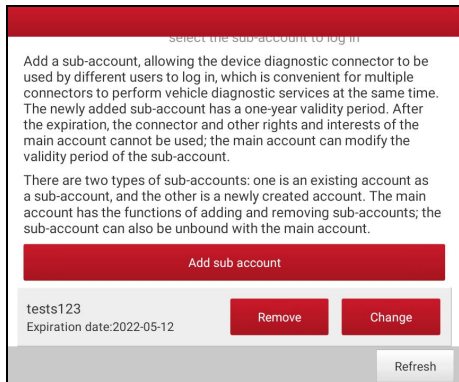 select the sub-account to log in
Add a sub-account, allowing the device diagnostic connector to be
used by different users to log in, which is convenient for multiple
connectors to perform vehicle diagnostic services at the same time.
The newly added sub-account has a one-year validity period. After
the expiration, the connector and other rights and interests of the
main account cannot be used; the main account can modify the
validity period of the sub-account.
There are two types of sub-accounts: one is an existing account as
a sub-account, and the other is a newly created account. The main
account has the functions of adding and removing sub-accounts; the
sub-account can also be unbound with the main account.
Add sub account
tests123
Expiration date:2022-05-12
Remove
Change
Refresh